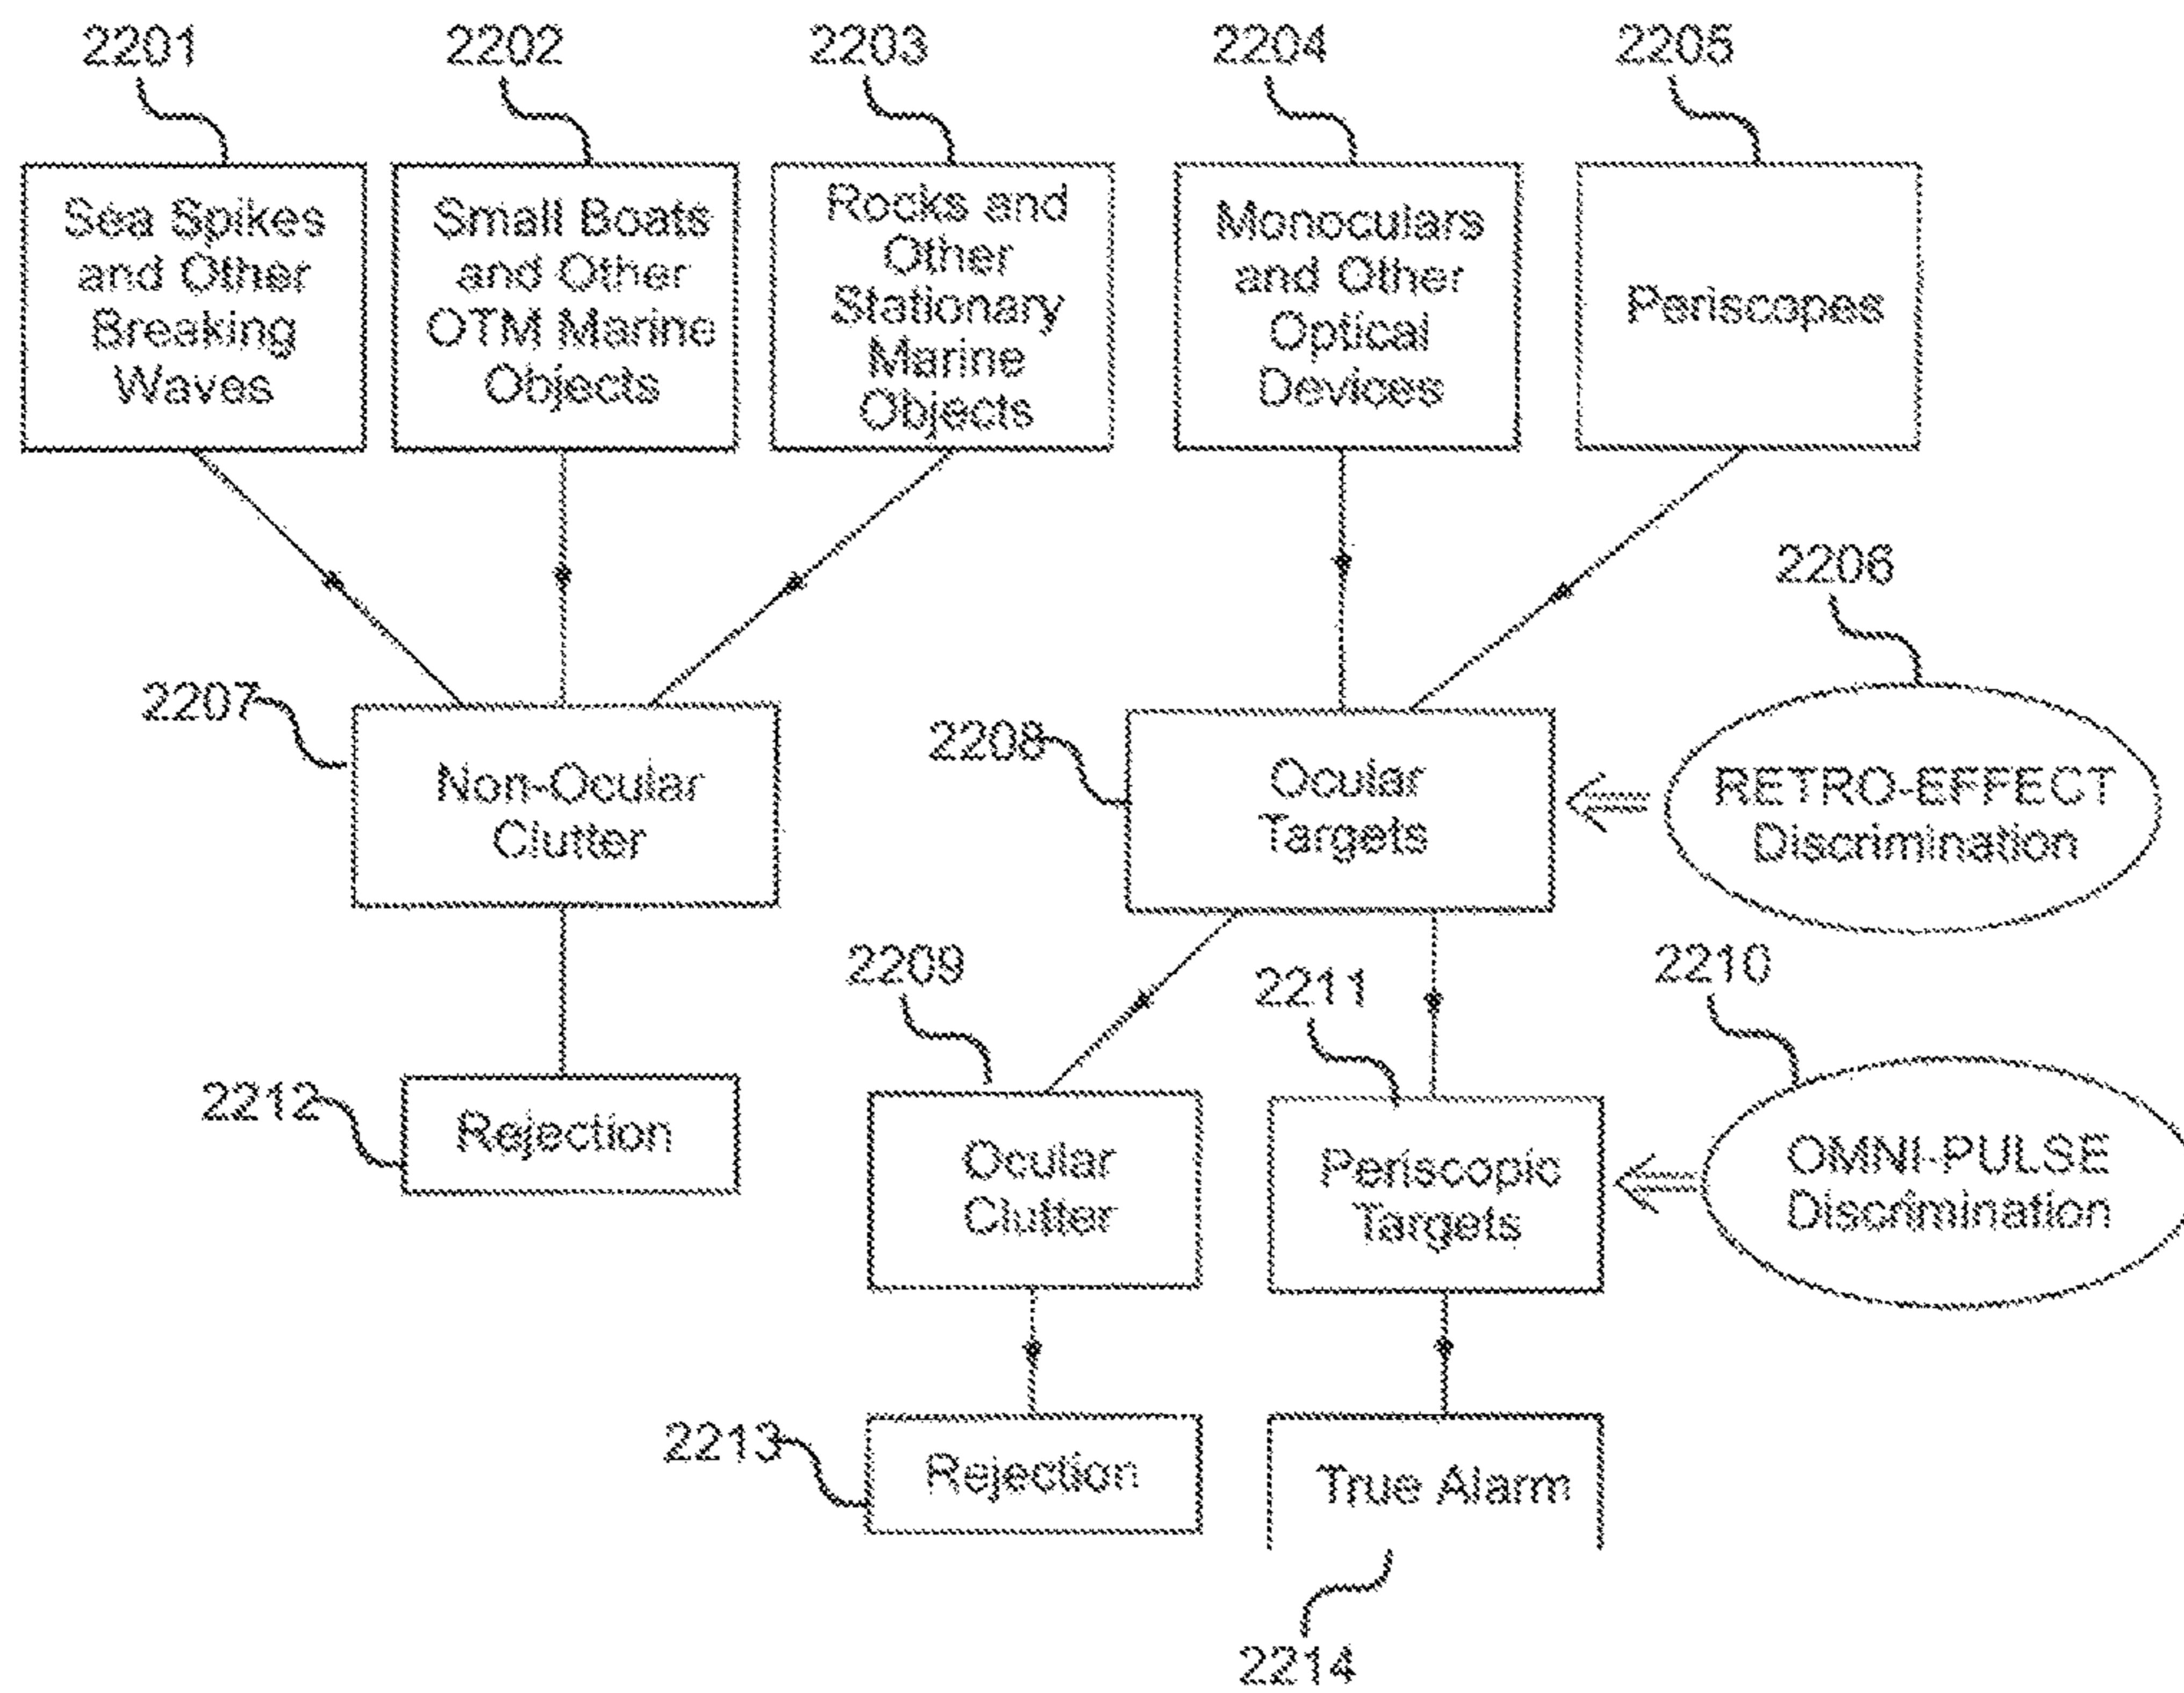 2201
2202
2203
2204
2205
Sea Spikes
and Other
Breaking
Waves
Small Boats
and Other
OTM Marine
Objects
Rocks and
Other
Stationary
Marine
Objects
Monoculars
and Other
Optical
Devices
Periscopes
2206
2207
Non-Ocular
Clutter
2208
Ocular
Targets
RETRO-EFFECT
Discrimination
2209
2211
2210
2212
Rejection
Ocular
Clutter
Periscopic
Targets
OMNI-PULSE
Discrimination
2213
Rejection
True Alarm
2214